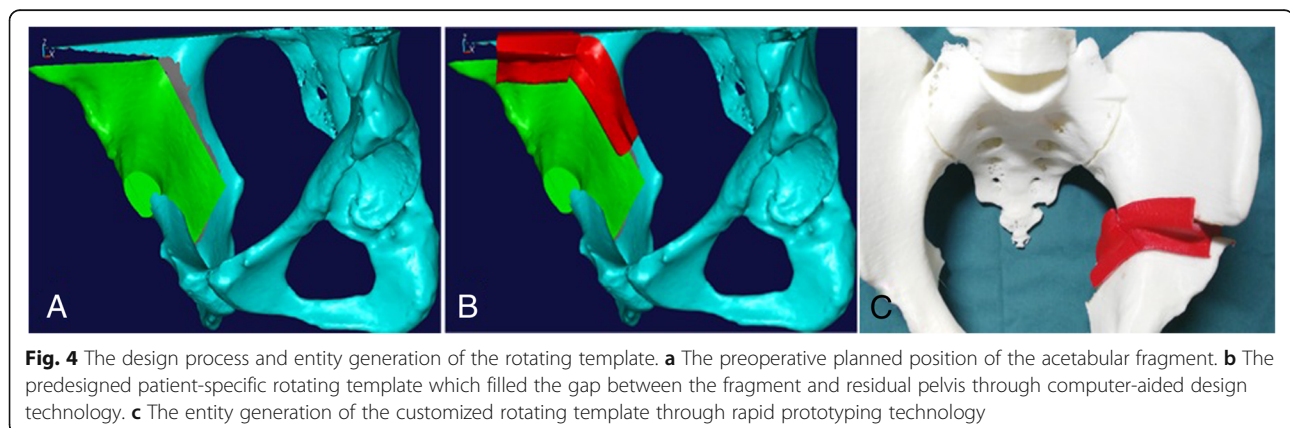 A
B
C
Fig. 4 The design process and entity generation of the rotating template. a The preoperative planned position of the acetabular fragment. b The
predesigned patient-specific rotating template which filled the gap between the fragment and residual pelvis through computer-aided design
technology. c The entity generation of the customized rotating template through rapid prototyping technology